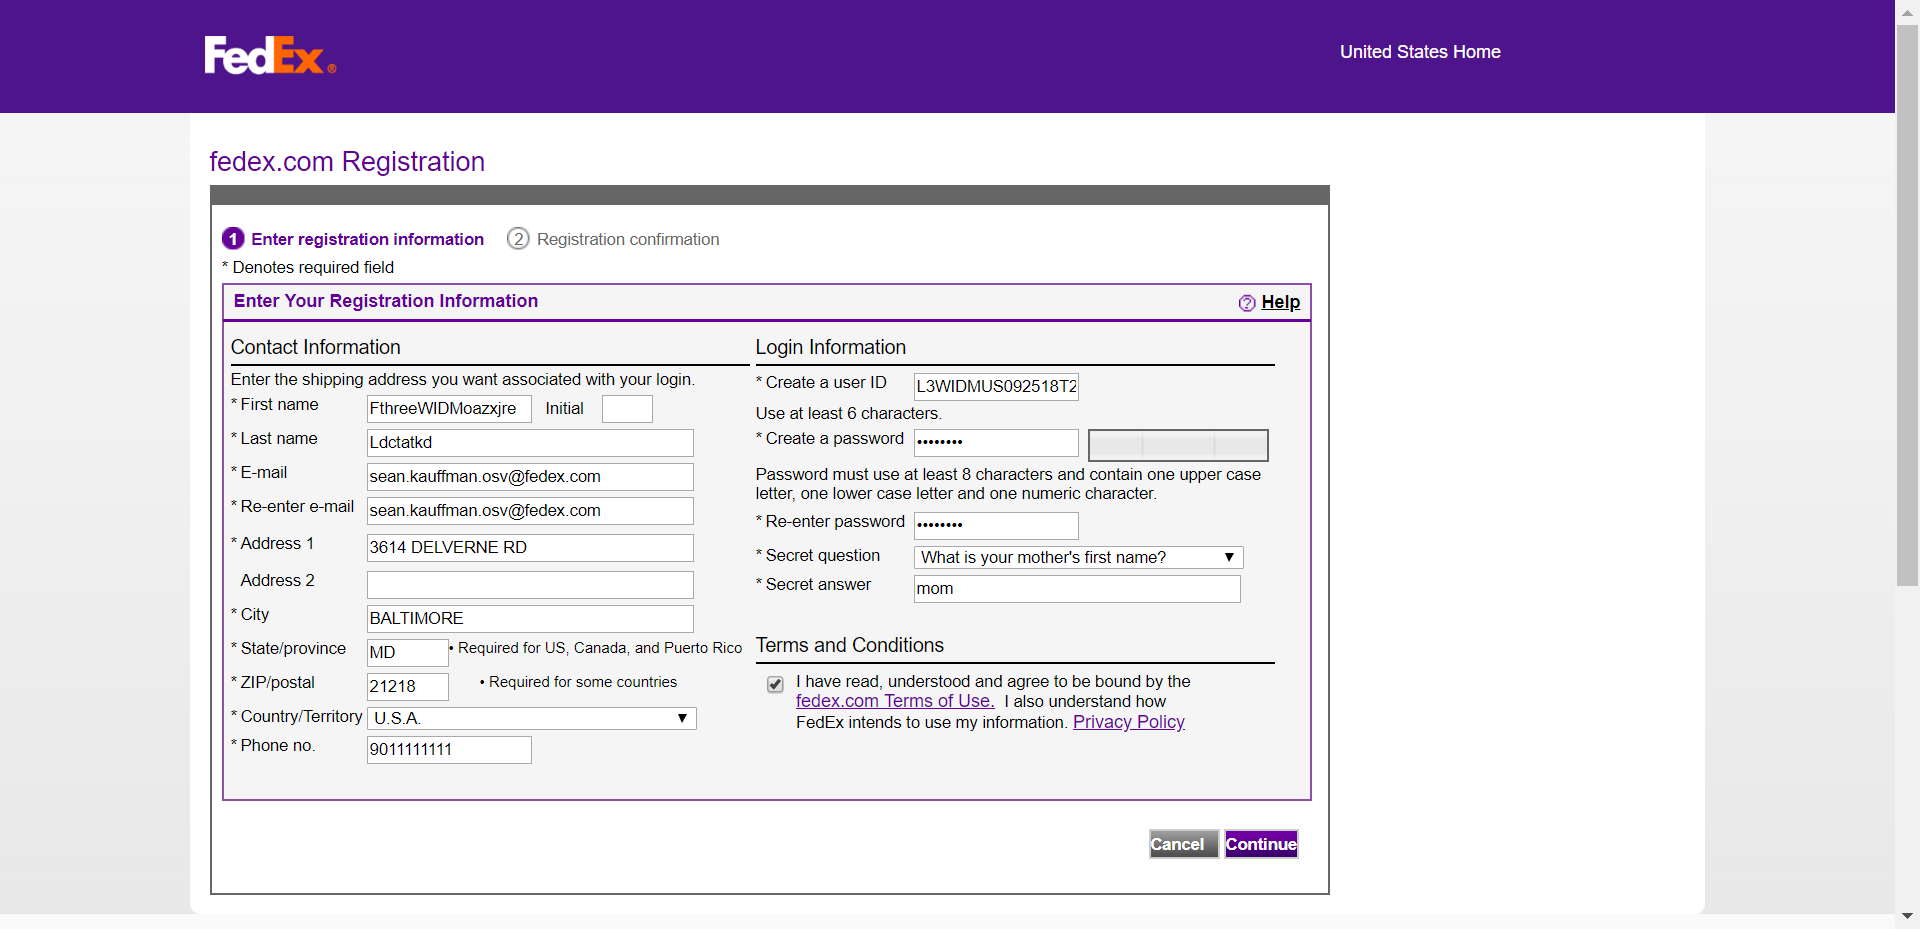 FedEx®
United States Home
fedex.com Registration
1 Enter registration information 2 Registration confirmation
* Denotes required field
Enter Your Registration Information
? Help
Contact Information
Enter the shipping address you want associated with your login.
* First name FthreeWIDMoazxjre Initial
* Last name Ldctatkd
* E-mail sean.kauffman.osv@fedex.com
* Re-enter e-mail sean.kauffman.osv@fedex.com
* Address 1 3614 DELVERNE RD
Address 2
* City BALTIMORE
* State/province MD • Required for US, Canada, and Puerto Rico
* ZIP/postal 21218 • Required for some countries
* Country/Territory U.S.A.
* Phone no. 9011111111
Login Information
* Create a user ID L3WIDMUS092518T2
Use at least 6 characters.
* Create a password ••••••••
Password must use at least 8 characters and contain one upper case
letter, one lower case letter and one numeric character.
* Re-enter password ••••••••
* Secret question What is your mother's first name?
* Secret answer mom
Terms and Conditions
I have read, understood and agree to be bound by the
fedex.com Terms of Use. I also understand how
FedEx intends to use my information. Privacy Policy
Cancel Continue